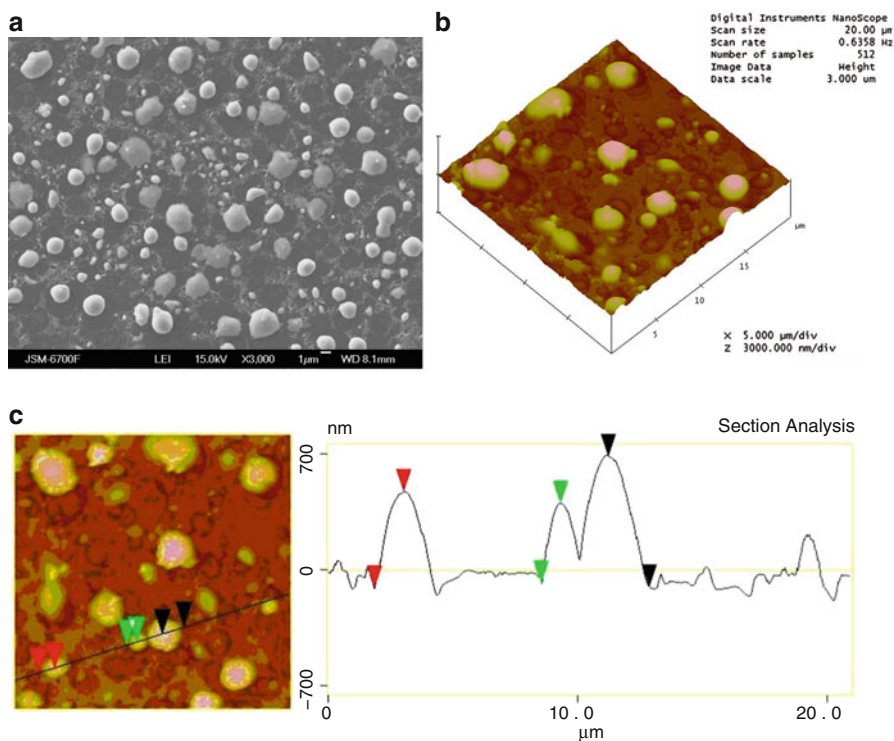 a
JSM-6700F LEI 15.0kV X3,000 1μm WD 8.1mm
b
Digital Instruments NanoScope
Scan size 20.00 μm
Scan rate 0.6358 Hz
Number of samples 512
Image Data Height
Data scale 3.000 um
μm
15
10
5
X 5.000 μm/div
Z 3000.000 nm/div
c
nm
Section Analysis
700
0
-700
0 10.0 20.0
μm